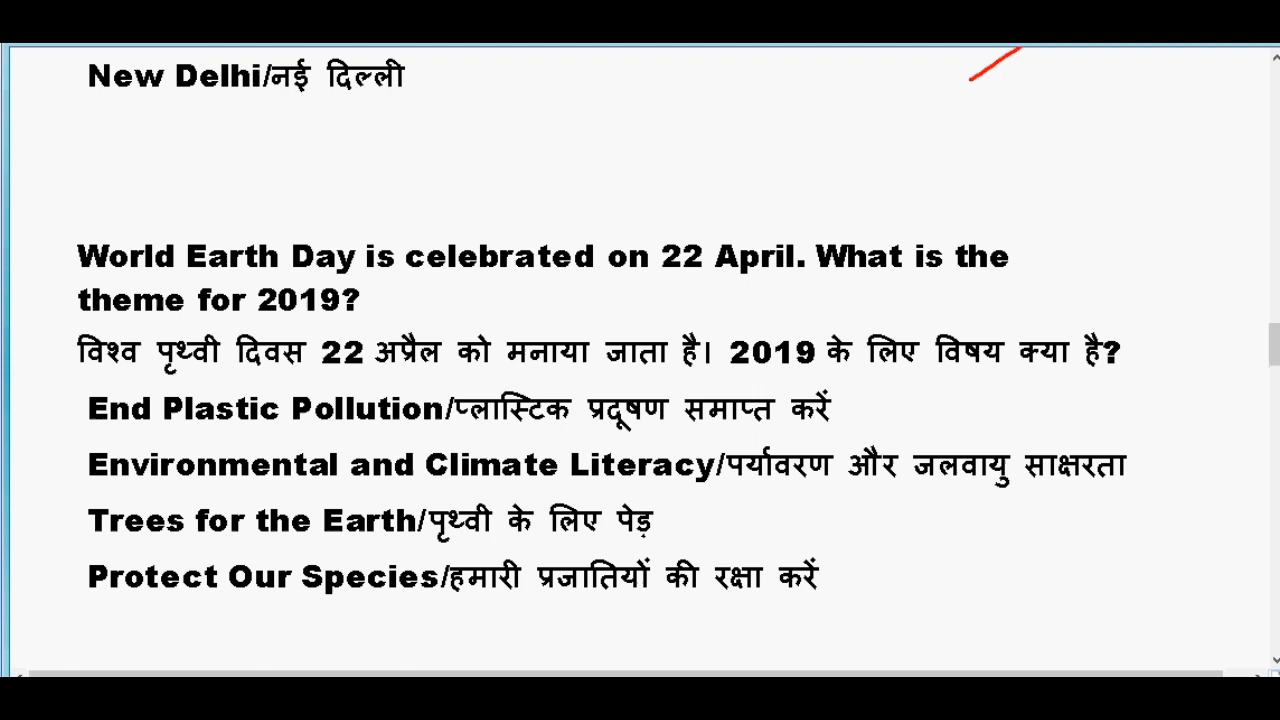 New Delhi/नई दिल्ली
World Earth Day is celebrated on 22 April. What is the
theme for 2019?
विश्व पृथ्वी दिवस 22 अप्रैल को मनाया जाता है। 2019 के लिए विषय क्या है?
End Plastic Pollution/प्लास्टिक प्रदूषण समाप्त करें
Environmental and Climate Literacy/पर्यावरण और जलवायु साक्षरता
Trees for the Earth/पृथ्वी के लिए पेड़
Protect Our Species/हमारी प्रजातियों की रक्षा करें